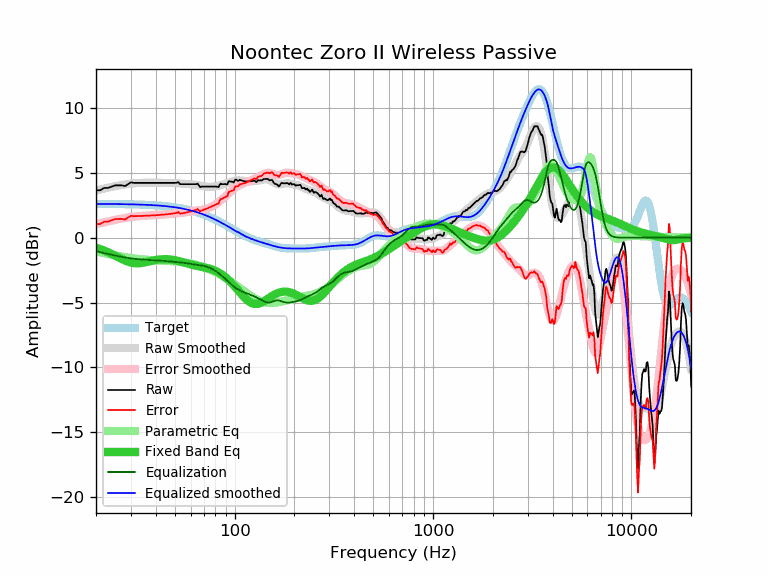 Noontec Zoro II Wireless Passive
10
5
0
−5
−10
−15
−20
Amplitude (dBr)
Target
Raw Smoothed
Error Smoothed
Raw
Error
Parametric Eq
Fixed Band Eq
Equalization
Equalized smoothed
100
1000
10000
Frequency (Hz)